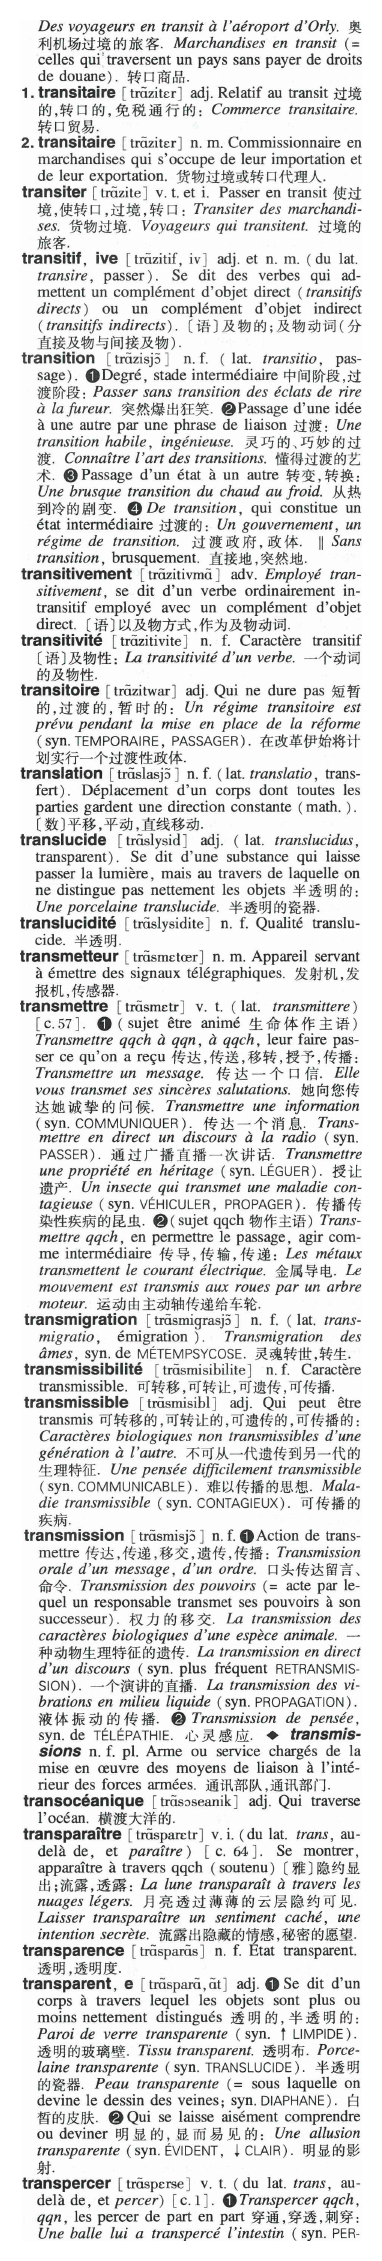 Des voyageurs en transit à l'aéroport d'Orly. 奥
利机场过境的旅客. Marchandises en transit (=
celles qui traversent un pays sans payer de droits
de douane). 转口商品.
1. transitaire [trɑ̃zitɛr] adj. Relatif au transit 过境
的,转口的,免税通行的: Commerce transitaire.
转口贸易.
2. transitaire [trɑ̃zitɛr] n. m. Commissionnaire en
marchandises qui s'occupe de leur importation et
de leur exportation. 货物过境或转口代理人.
transiter [trɑ̃zite] v. t. et i. Passer en transit 使过
境,使转口,过境,转口: Transiter des marchandi-
ses. 货物过境. Voyageurs qui transitent. 过境的
旅客.
transitif, ive [trɑ̃zitif, iv] adj. et n. m. (du lat.
transire, passer). Se dit des verbes qui ad-
mettent un complément d'objet direct (transitifs
directs) ou un complément d'objet indirect
(transitifs indirects). 〔语〕及物的;及物动词(分
直接及物与间接及物).
transition [trɑ̃zisjɔ̃] n. f. (lat. transitio, pas-
sage). ❶Degré, stade intermédiaire 中间阶段,过
渡阶段: Passer sans transition des éclats de rire
à la fureur. 突然爆出狂笑. ❷Passage d'une idée
à une autre par une phrase de liaison 过渡: Une
transition habile, ingénieuse. 灵巧的、巧妙的过
渡. Connaître l'art des transitions. 懂得过渡的艺
术. ❸Passage d'un état à un autre 转变,转换:
Une brusque transition du chaud au froid. 从热
到冷的剧变. ❹De transition, qui constitue un
état intermédiaire 过渡的: Un gouvernement, un
régime de transition. 过渡政府,政体. ‖ Sans
transition, brusquement. 直接地,突然地.
transitivement [trɑ̃zitivmɑ̃] adv. Employé tran-
sitivement, se dit d'un verbe ordinairement in-
transitif employé avec un complément d'objet
direct. 〔语〕以及物方式,作为及物动词.
transitivité [trɑ̃zitivite] n. f. Caractère transitif
〔语〕及物性: La transitivité d'un verbe. 一个动词
的及物性.
transitoire [trɑ̃zitwar] adj. Qui ne dure pas 短暂
的,过渡的,暂时的: Un régime transitoire est
prévu pendant la mise en place de la réforme
(syn. TEMPORAIRE, PASSAGER). 在改革伊始将计
划实行一个过渡性政体.
translation [trɑ̃slasjɔ̃] n. f. (lat. translatio, trans-
fert). Déplacement d'un corps dont toutes les
parties gardent une direction constante (math.).
〔数〕平移,平动,直线移动.
translucide [trɑ̃slysid] adj. (lat. translucidus,
transparent). Se dit d'une substance qui laisse
passer la lumière, mais au travers de laquelle on
ne distingue pas nettement les objets 半透明的:
Une porcelaine translucide. 半透明的瓷器.
translucidité [trɑ̃slysidite] n. f. Qualité translu-
cide. 半透明.
transmetteur [trɑ̃smɛtœr] n. m. Appareil servant
à émettre des signaux télégraphiques. 发射机,发
报机,传感器.
transmettre [trɑ̃smɛtr] v. t. (lat. transmittere)
[c.57]. ❶ (sujet être animé 生命体作主语)
Transmettre qqch à qqn, à qqch, leur faire pas-
ser ce qu'on a reçu 传达,传送,移转,授予,传播:
Transmettre un message. 传达一个口信. Elle
vous transmet ses sincères salutations. 她向您传
达她诚挚的问候. Transmettre une information
(syn. COMMUNIQUER). 传达一个消息. Trans-
mettre en direct un discours à la radio (syn.
PASSER). 通过广播直播一次讲话. Transmettre
une propriété en héritage (syn. LÉGUER). 授让
遗产. Un insecte qui transmet une maladie con-
tagieuse (syn. VÉHICULER, PROPAGER). 传播传
染性疾病的昆虫. ❷(sujet qqch 物作主语) Trans-
mettre qqch, en permettre le passage, agir com-
me intermédiaire 传导,传输,传递: Les métaux
transmettent le courant électrique. 金属导电. Le
mouvement est transmis aux roues par un arbre
moteur. 运动由主动轴传递给车轮.
transmigration [trɑ̃smigrasjɔ̃] n. f. (lat. trans-
migratio, émigration). Transmigration des
âmes, syn. de MÉTEMPSYCOSE. 灵魂转世,转生.
transmissibilité [trɑ̃smisibilite] n. f. Caractère
transmissible. 可转移,可转让,可遗传,可传播.
transmissible [trɑ̃smisibl] adj. Qui peut être
transmis 可转移的,可转让的,可遗传的,可传播的:
Caractères biologiques non transmissibles d'une
génération à l'autre. 不可从一代遗传到另一代的
生理特征. Une pensée difficilement transmissible
(syn. COMMUNICABLE). 难以传播的思想. Mala-
die transmissible (syn. CONTAGIEUX). 可传播的
疾病.
transmission [trɑ̃smisjɔ̃] n. f. ❶Action de trans-
mettre 传达,传递,移交,遗传,传播: Transmission
orale d'un message, d'un ordre. 口头传达留言、
命令. Transmission des pouvoirs (= acte par le-
quel un responsable transmet ses pouvoirs à son
successeur). 权力的移交. La transmission des
caractères biologiques d'une espèce animale. 一
种动物生理特征的遗传. La transmission en direct
d'un discours (syn. plus fréquent RETRANSMIS-
SION). 一个演讲的直播. La transmission des vi-
brations en milieu liquide (syn. PROPAGATION).
液体振动的传播. ❷ Transmission de pensée,
syn. de TÉLÉPATHIE. 心灵感应. ◆ transmis-
sions n. f. pl. Arme ou service chargés de la
mise en œuvre des moyens de liaison à l'inté-
rieur des forces armées. 通讯部队,通讯部门.
transocéanique [trɑ̃sɔseanik] adj. Qui traverse
l'océan. 横渡大洋的.
transparaître [trɑ̃sparɛtr] v. i. (du lat. trans, au-
delà de, et paraître) [c. 64]. Se montrer,
apparaître à travers qqch (soutenu) 〔雅〕隐约显
出;流露,透露: La lune transparaît à travers les
nuages légers. 月亮透过薄薄的云层隐约可见.
Laisser transparaître un sentiment caché, une
intention secrète. 流露出隐藏的情感,秘密的愿望.
transparence [trɑ̃sparɑ̃s] n. f. État transparent.
透明,透明度.
transparent, e [trɑ̃sparɑ̃, ɑ̃t] adj. ❶Se dit d'un
corps à travers lequel les objets sont plus ou
moins nettement distingués 透明的,半透明的:
Paroi de verre transparente (syn. ↑ LIMPIDE).
透明的玻璃壁. Tissu transparent. 透明布. Porce-
laine transparente (syn. TRANSLUCIDE). 半透明
的瓷器. Peau transparente (= sous laquelle on
devine le dessin des veines; syn. DIAPHANE). 白
皙的皮肤. ❷Qui se laisse aisément comprendre
ou deviner 明显的,显而易见的: Une allusion
transparente (syn. ÉVIDENT, ↓CLAIR). 明显的影
射.
transpercer [trɑ̃spɛrse] v. t. (du lat. trans, au-
delà de, et percer) [c.1]. ❶Transpercer qqch,
qqn, les percer de part en part 穿通,穿透,刺穿:
Une balle lui a transpercé l'intestin (syn. PER-